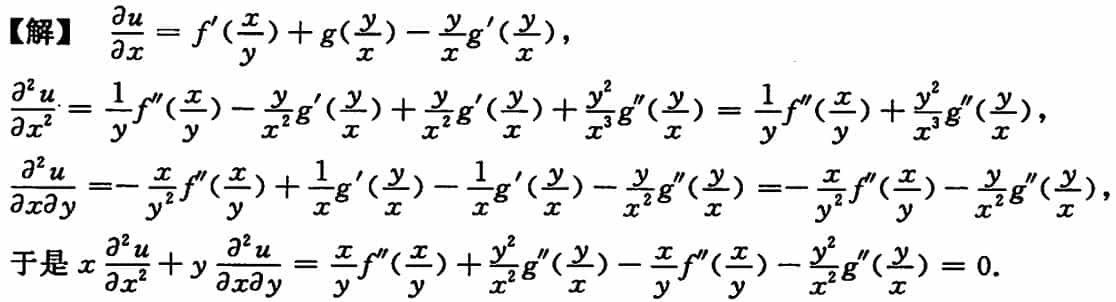 【解】 ∂u/∂x = f′(x/y) + g(y/x) − (y/x)g′(y/x),
∂²u/∂x² = (1/y)f″(x/y) − (y/x²)g′(y/x) + (y/x²)g′(y/x) + (y²/x³)g″(y/x) = (1/y)f″(x/y) + (y²/x³)g″(y/x),
∂²u/∂x∂y = −(x/y²)f″(x/y) + (1/x)g′(y/x) − (1/x)g′(y/x) − (y/x²)g″(y/x) = −(x/y²)f″(x/y) − (y/x²)g″(y/x),
于是 x ∂²u/∂x² + y ∂²u/∂x∂y = (x/y)f″(x/y) + (y²/x²)g″(y/x) − (x/y)f″(x/y) − (y²/x²)g″(y/x) = 0.